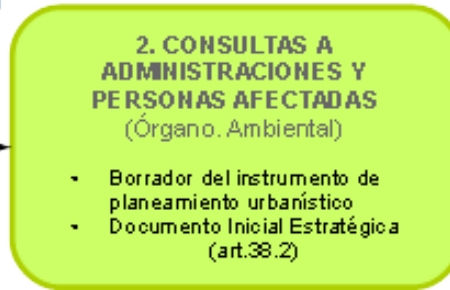 2. CONSULTAS A
ADMINISTRACIONES Y
PERSONAS AFECTADAS
(Órgano. Ambiental)
• Borrador del instrumento de
planeamiento urbanístico
• Documento Inicial Estratégica
(art.38.2)